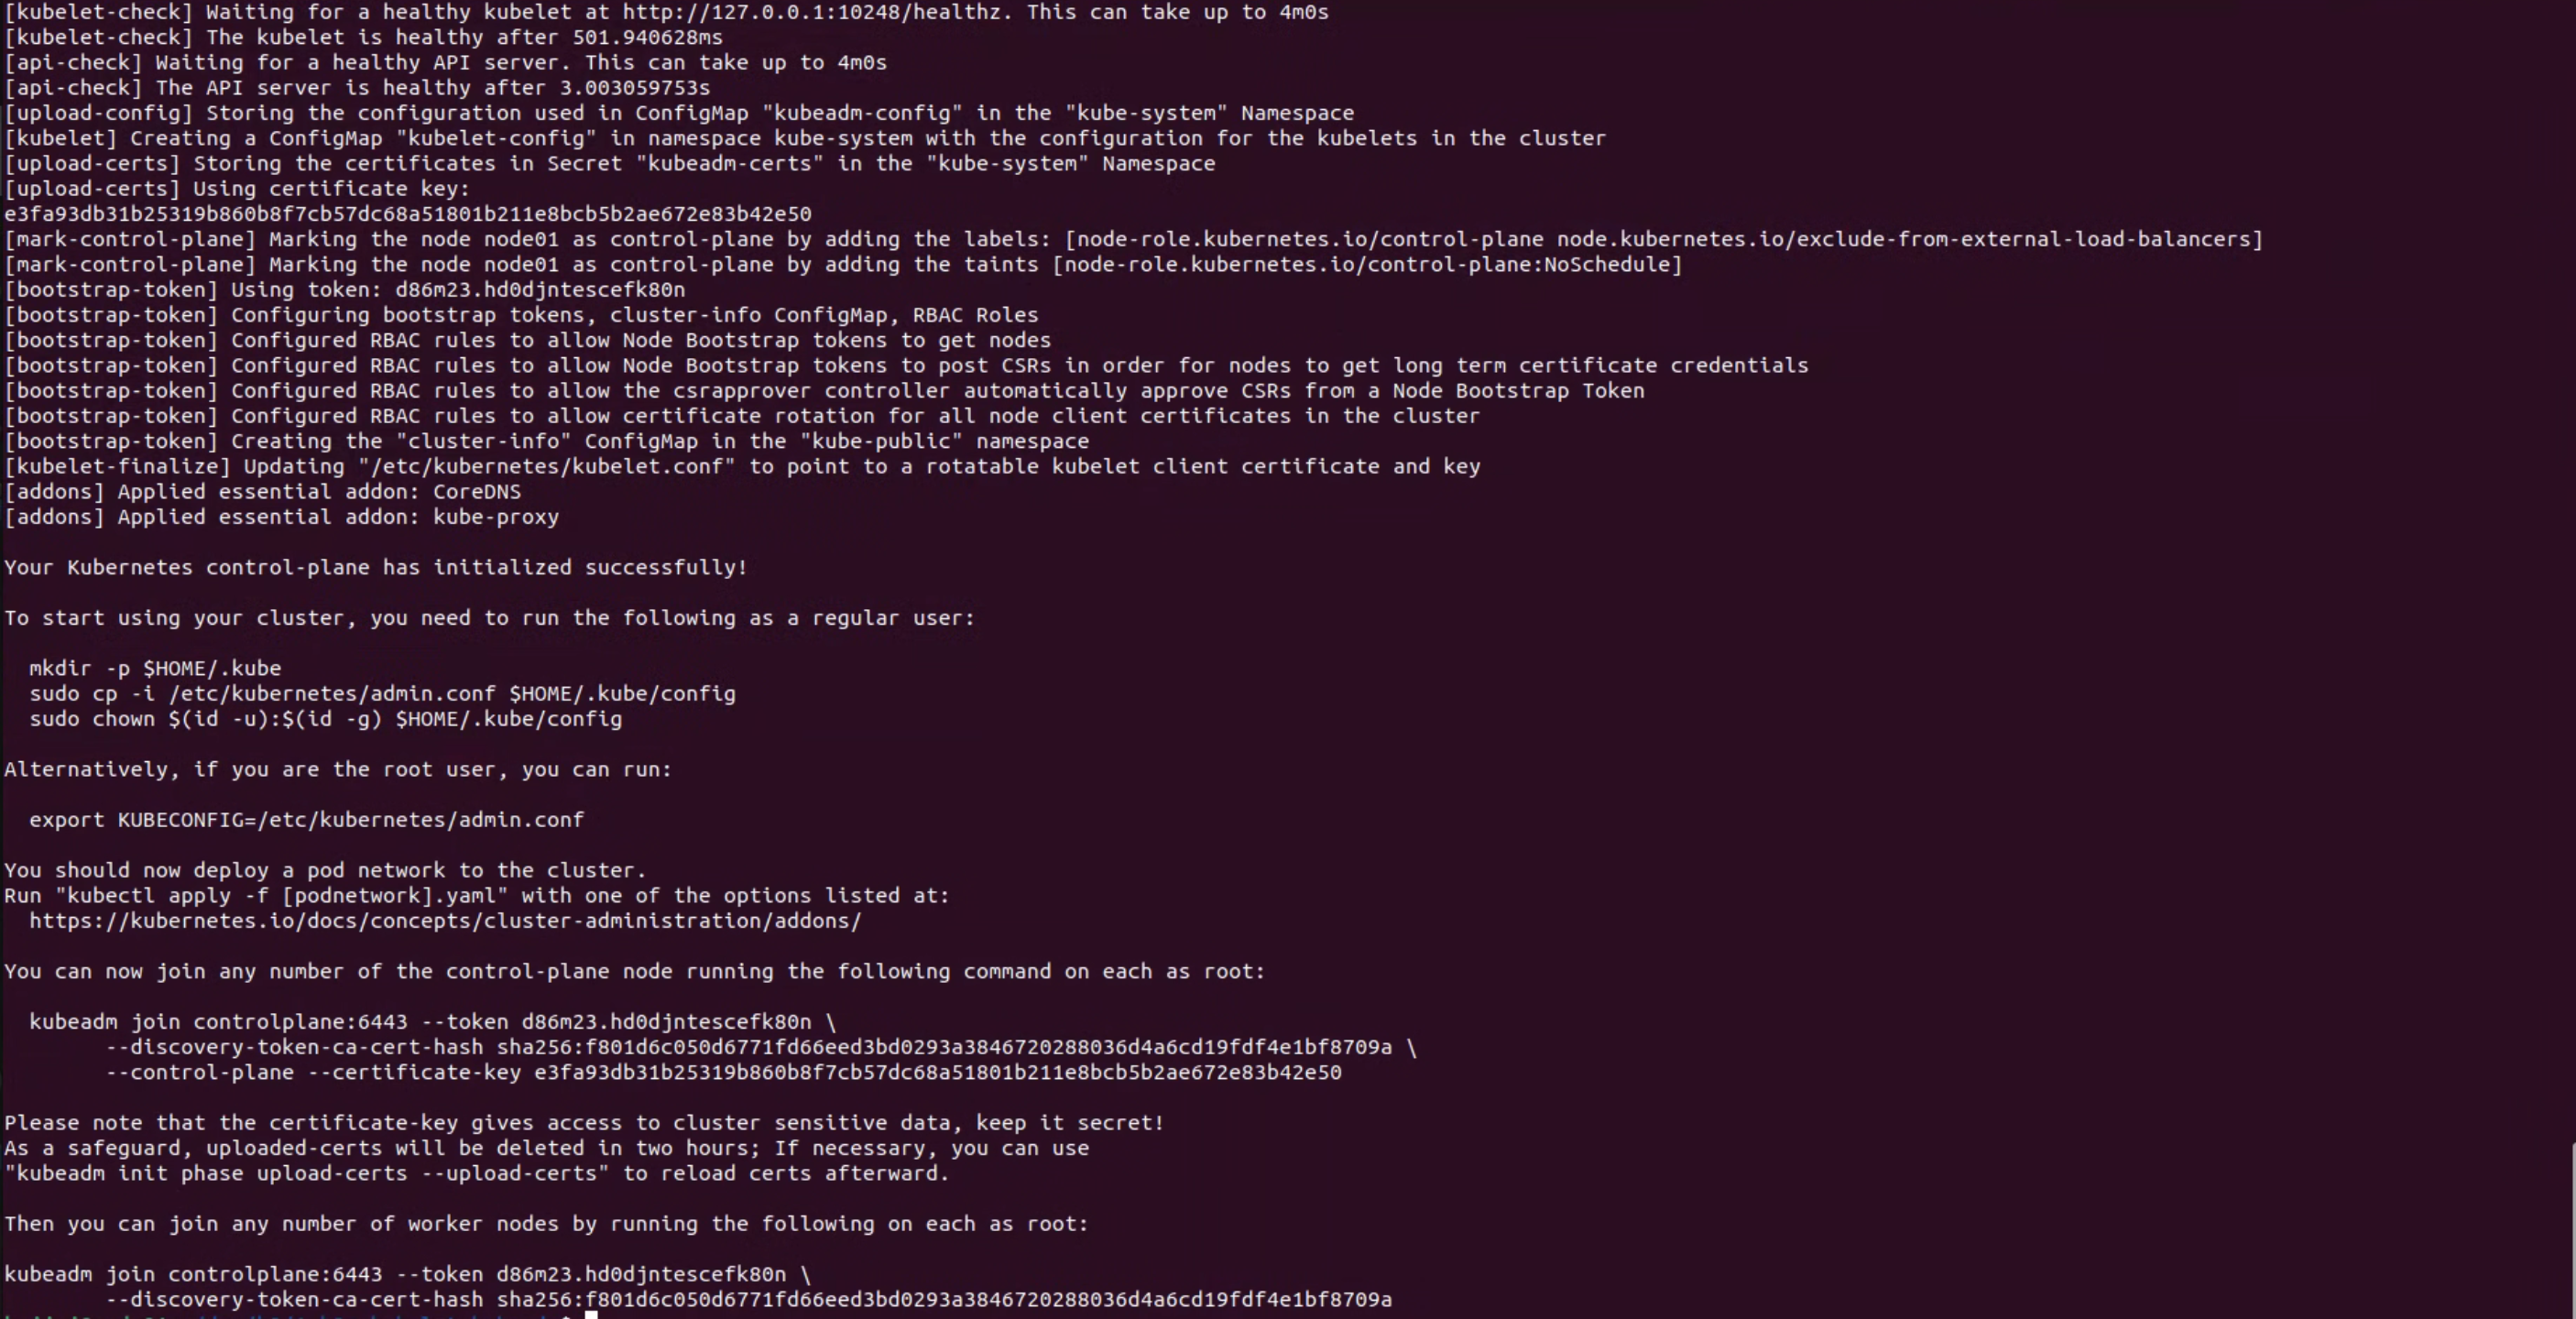 [kubelet-check] Waiting for a healthy kubelet at http://127.0.0.1:10248/healthz. This can take up to 4m0s
[kubelet-check] The kubelet is healthy after 501.940628ms
[api-check] Waiting for a healthy API server. This can take up to 4m0s
[api-check] The API server is healthy after 3.003059753s
[upload-config] Storing the configuration used in ConfigMap "kubeadm-config" in the "kube-system" Namespace
[kubelet] Creating a ConfigMap "kubelet-config" in namespace kube-system with the configuration for the kubelets in the cluster
[upload-certs] Storing the certificates in Secret "kubeadm-certs" in the "kube-system" Namespace
[upload-certs] Using certificate key:
e3fa93db31b25319b860b8f7cb57dc68a51801b211e8bcb5b2ae672e83b42e50
[mark-control-plane] Marking the node node01 as control-plane by adding the labels: [node-role.kubernetes.io/control-plane node.kubernetes.io/exclude-from-external-load-balancers]
[mark-control-plane] Marking the node node01 as control-plane by adding the taints [node-role.kubernetes.io/control-plane:NoSchedule]
[bootstrap-token] Using token: d86m23.hd0djntescefk80n
[bootstrap-token] Configuring bootstrap tokens, cluster-info ConfigMap, RBAC Roles
[bootstrap-token] Configured RBAC rules to allow Node Bootstrap tokens to get nodes
[bootstrap-token] Configured RBAC rules to allow Node Bootstrap tokens to post CSRs in order for nodes to get long term certificate credentials
[bootstrap-token] Configured RBAC rules to allow the csrapprover controller automatically approve CSRs from a Node Bootstrap Token
[bootstrap-token] Configured RBAC rules to allow certificate rotation for all node client certificates in the cluster
[bootstrap-token] Creating the "cluster-info" ConfigMap in the "kube-public" namespace
[kubelet-finalize] Updating "/etc/kubernetes/kubelet.conf" to point to a rotatable kubelet client certificate and key
[addons] Applied essential addon: CoreDNS
[addons] Applied essential addon: kube-proxy
Your Kubernetes control-plane has initialized successfully!
To start using your cluster, you need to run the following as a regular user:
mkdir -p $HOME/.kube
sudo cp -i /etc/kubernetes/admin.conf $HOME/.kube/config
sudo chown $(id -u):$(id -g) $HOME/.kube/config
Alternatively, if you are the root user, you can run:
export KUBECONFIG=/etc/kubernetes/admin.conf
You should now deploy a pod network to the cluster.
Run "kubectl apply -f [podnetwork].yaml" with one of the options listed at:
https://kubernetes.io/docs/concepts/cluster-administration/addons/
You can now join any number of the control-plane node running the following command on each as root:
kubeadm join controlplane:6443 --token d86m23.hd0djntescefk80n \
--discovery-token-ca-cert-hash sha256:f801d6c050d6771fd66eed3bd0293a3846720288036d4a6cd19fdf4e1bf8709a \
--control-plane --certificate-key e3fa93db31b25319b860b8f7cb57dc68a51801b211e8bcb5b2ae672e83b42e50
Please note that the certificate-key gives access to cluster sensitive data, keep it secret!
As a safeguard, uploaded-certs will be deleted in two hours; If necessary, you can use
"kubeadm init phase upload-certs --upload-certs" to reload certs afterward.
Then you can join any number of worker nodes by running the following on each as root:
kubeadm join controlplane:6443 --token d86m23.hd0djntescefk80n \
--discovery-token-ca-cert-hash sha256:f801d6c050d6771fd66eed3bd0293a3846720288036d4a6cd19fdf4e1bf8709a